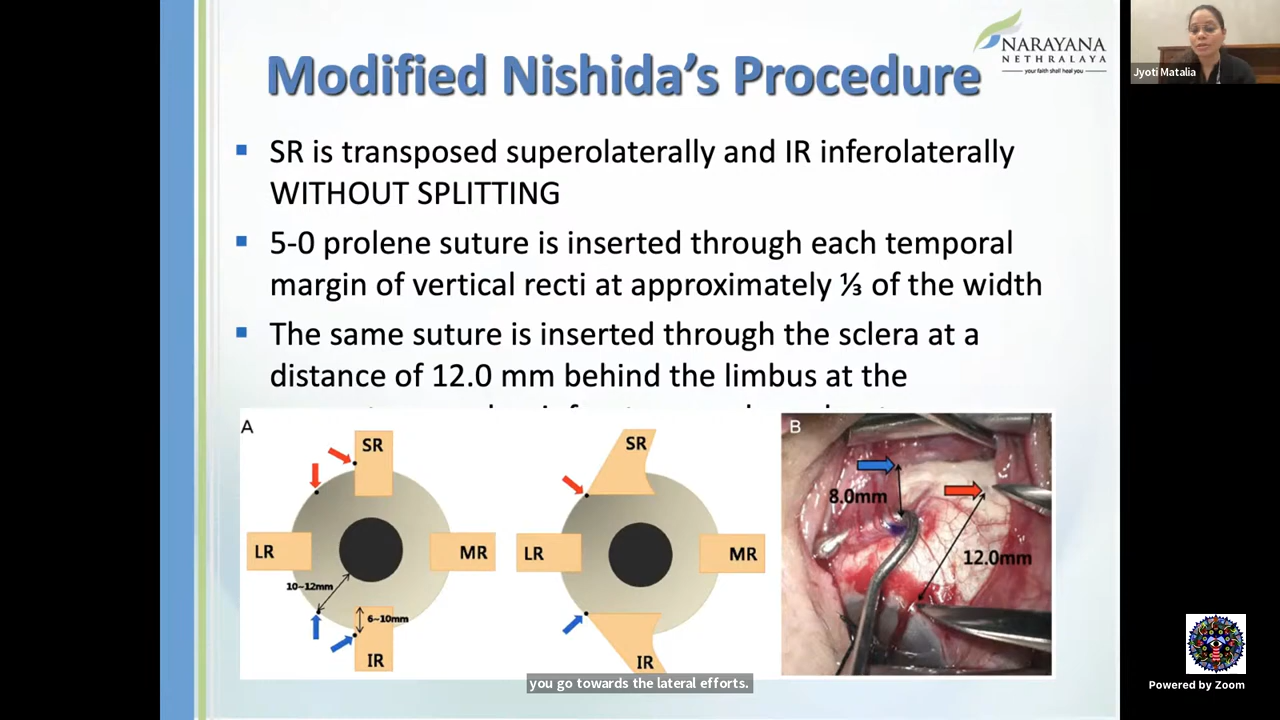 Modified Nishida's Procedure
NARAYANA
NETHRALAYA
your faith shall heal you
Jyoti Matalia
SR is transposed superolaterally and IR inferolaterally
WITHOUT SPLITTING
5-0 prolene suture is inserted through each temporal
margin of vertical recti at approximately ⅓ of the width
The same suture is inserted through the sclera at a
distance of 12.0 mm behind the limbus at the
A
SR
LR
MR
10~12mm
6~10mm
IR
SR
LR
MR
IR
B
8.0mm
12.0mm
you go towards the lateral efforts.
Powered by Zoom